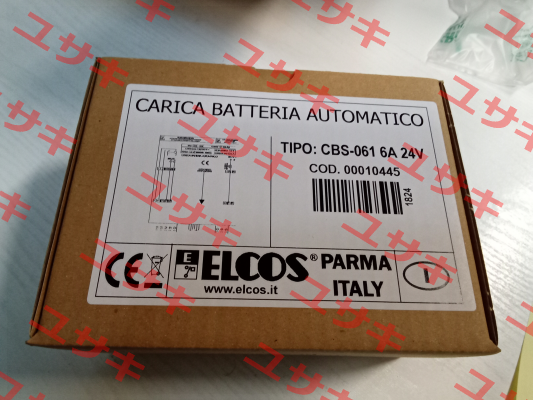 CARICA BATTERIA AUTOMATICO
TIPO: CBS-061 6A 24V
COD. 00010445
1824
CE
E
ELCOS® PARMA
www.elcos.it
ITALY
ユサキ